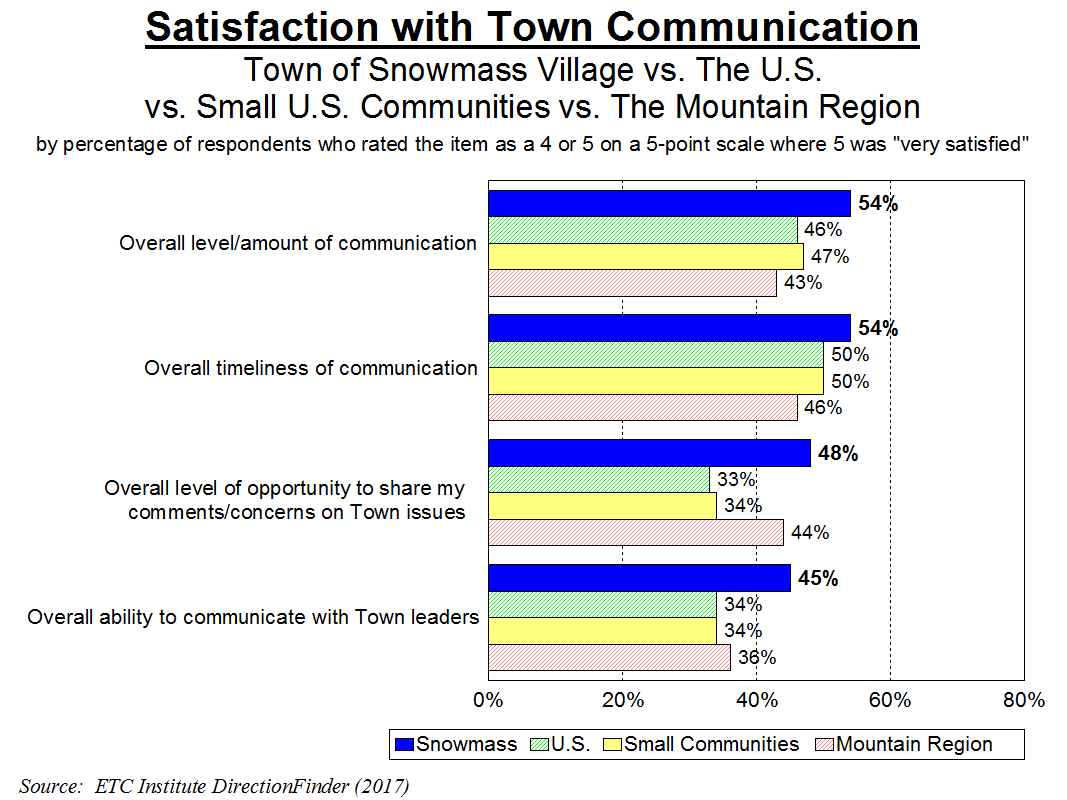 Satisfaction with Town Communication
Town of Snowmass Village vs. The U.S.
vs. Small U.S. Communities vs. The Mountain Region
by percentage of respondents who rated the item as a 4 or 5 on a 5-point scale where 5 was "very satisfied"
Overall level/amount of communication
54%
46%
47%
43%
Overall timeliness of communication
54%
50%
50%
46%
Overall level of opportunity to share my
comments/concerns on Town issues
48%
33%
34%
44%
Overall ability to communicate with Town leaders
45%
34%
34%
36%
0% 20% 40% 60% 80%
Snowmass U.S. Small Communities Mountain Region
Source: ETC Institute DirectionFinder (2017)